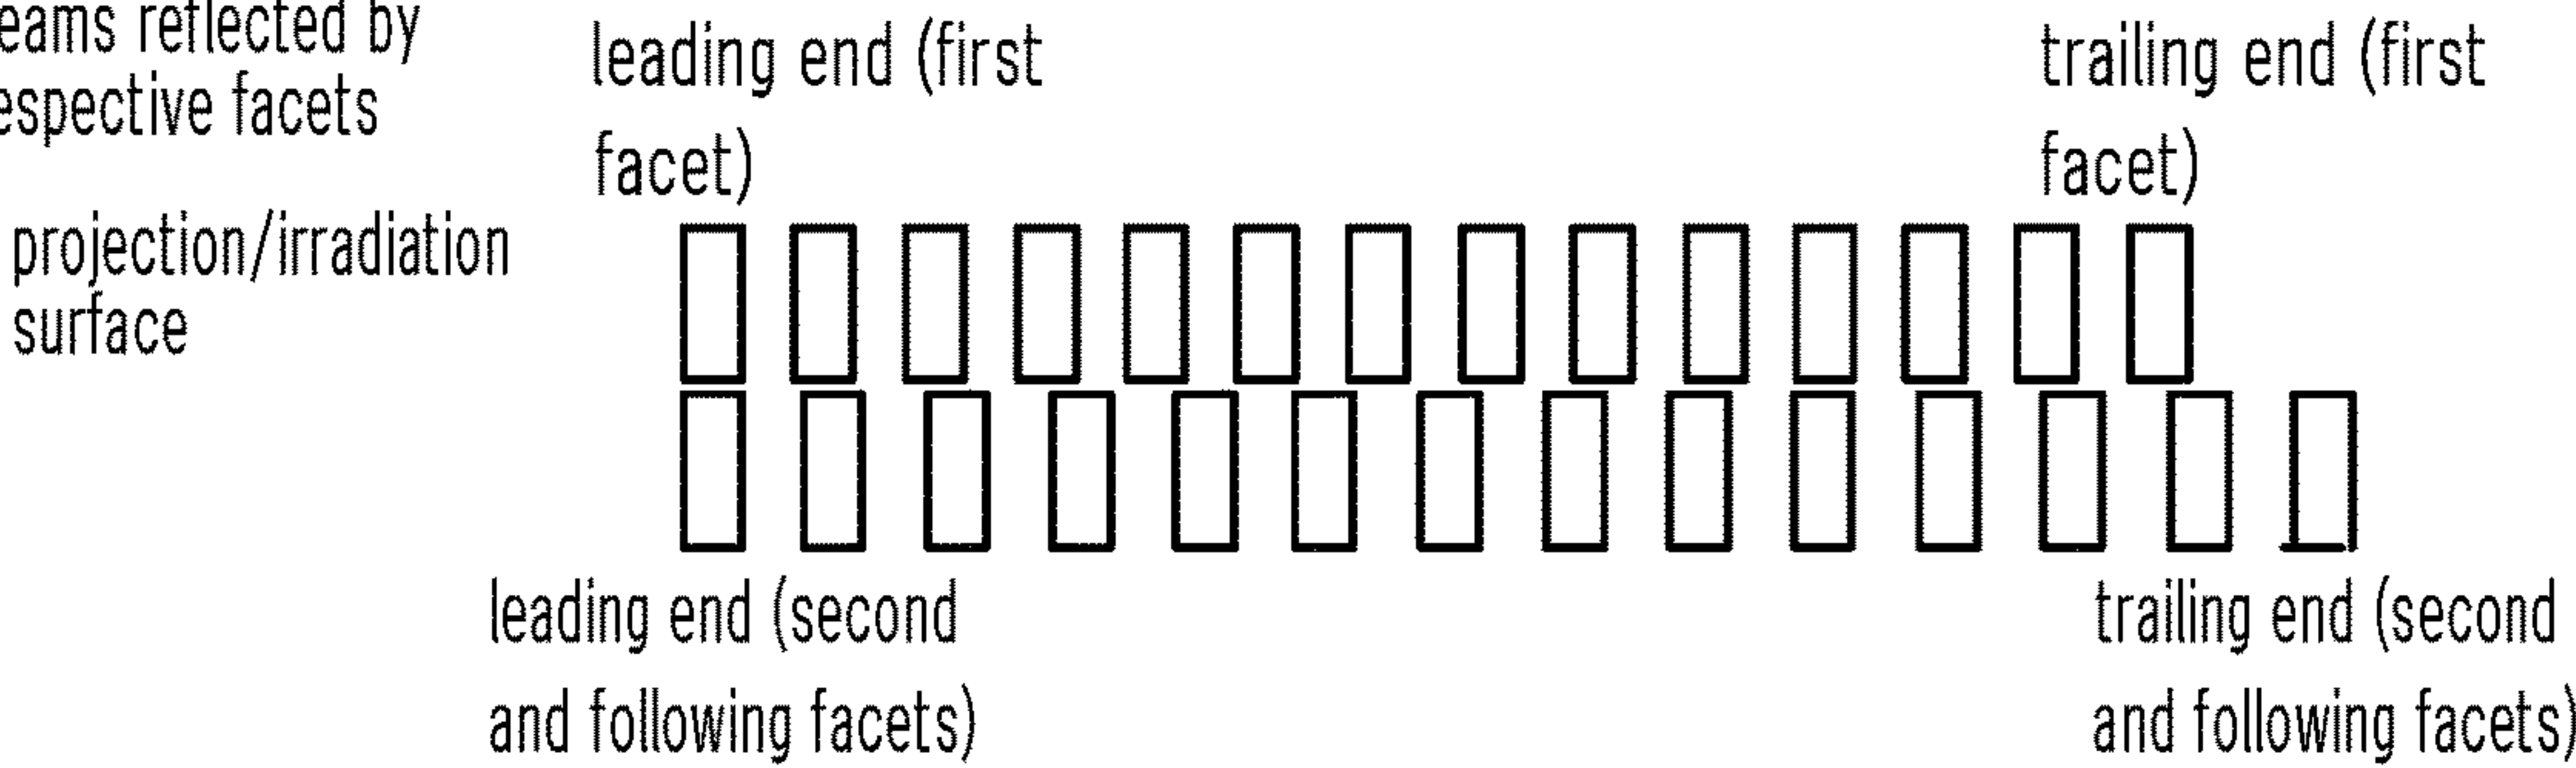 eams reflected by
espective facets
projection/irradiation
surface
leading end (first
facet)
trailing end (first
facet)
leading end (second
and following facets)
trailing end (second
and following facets)